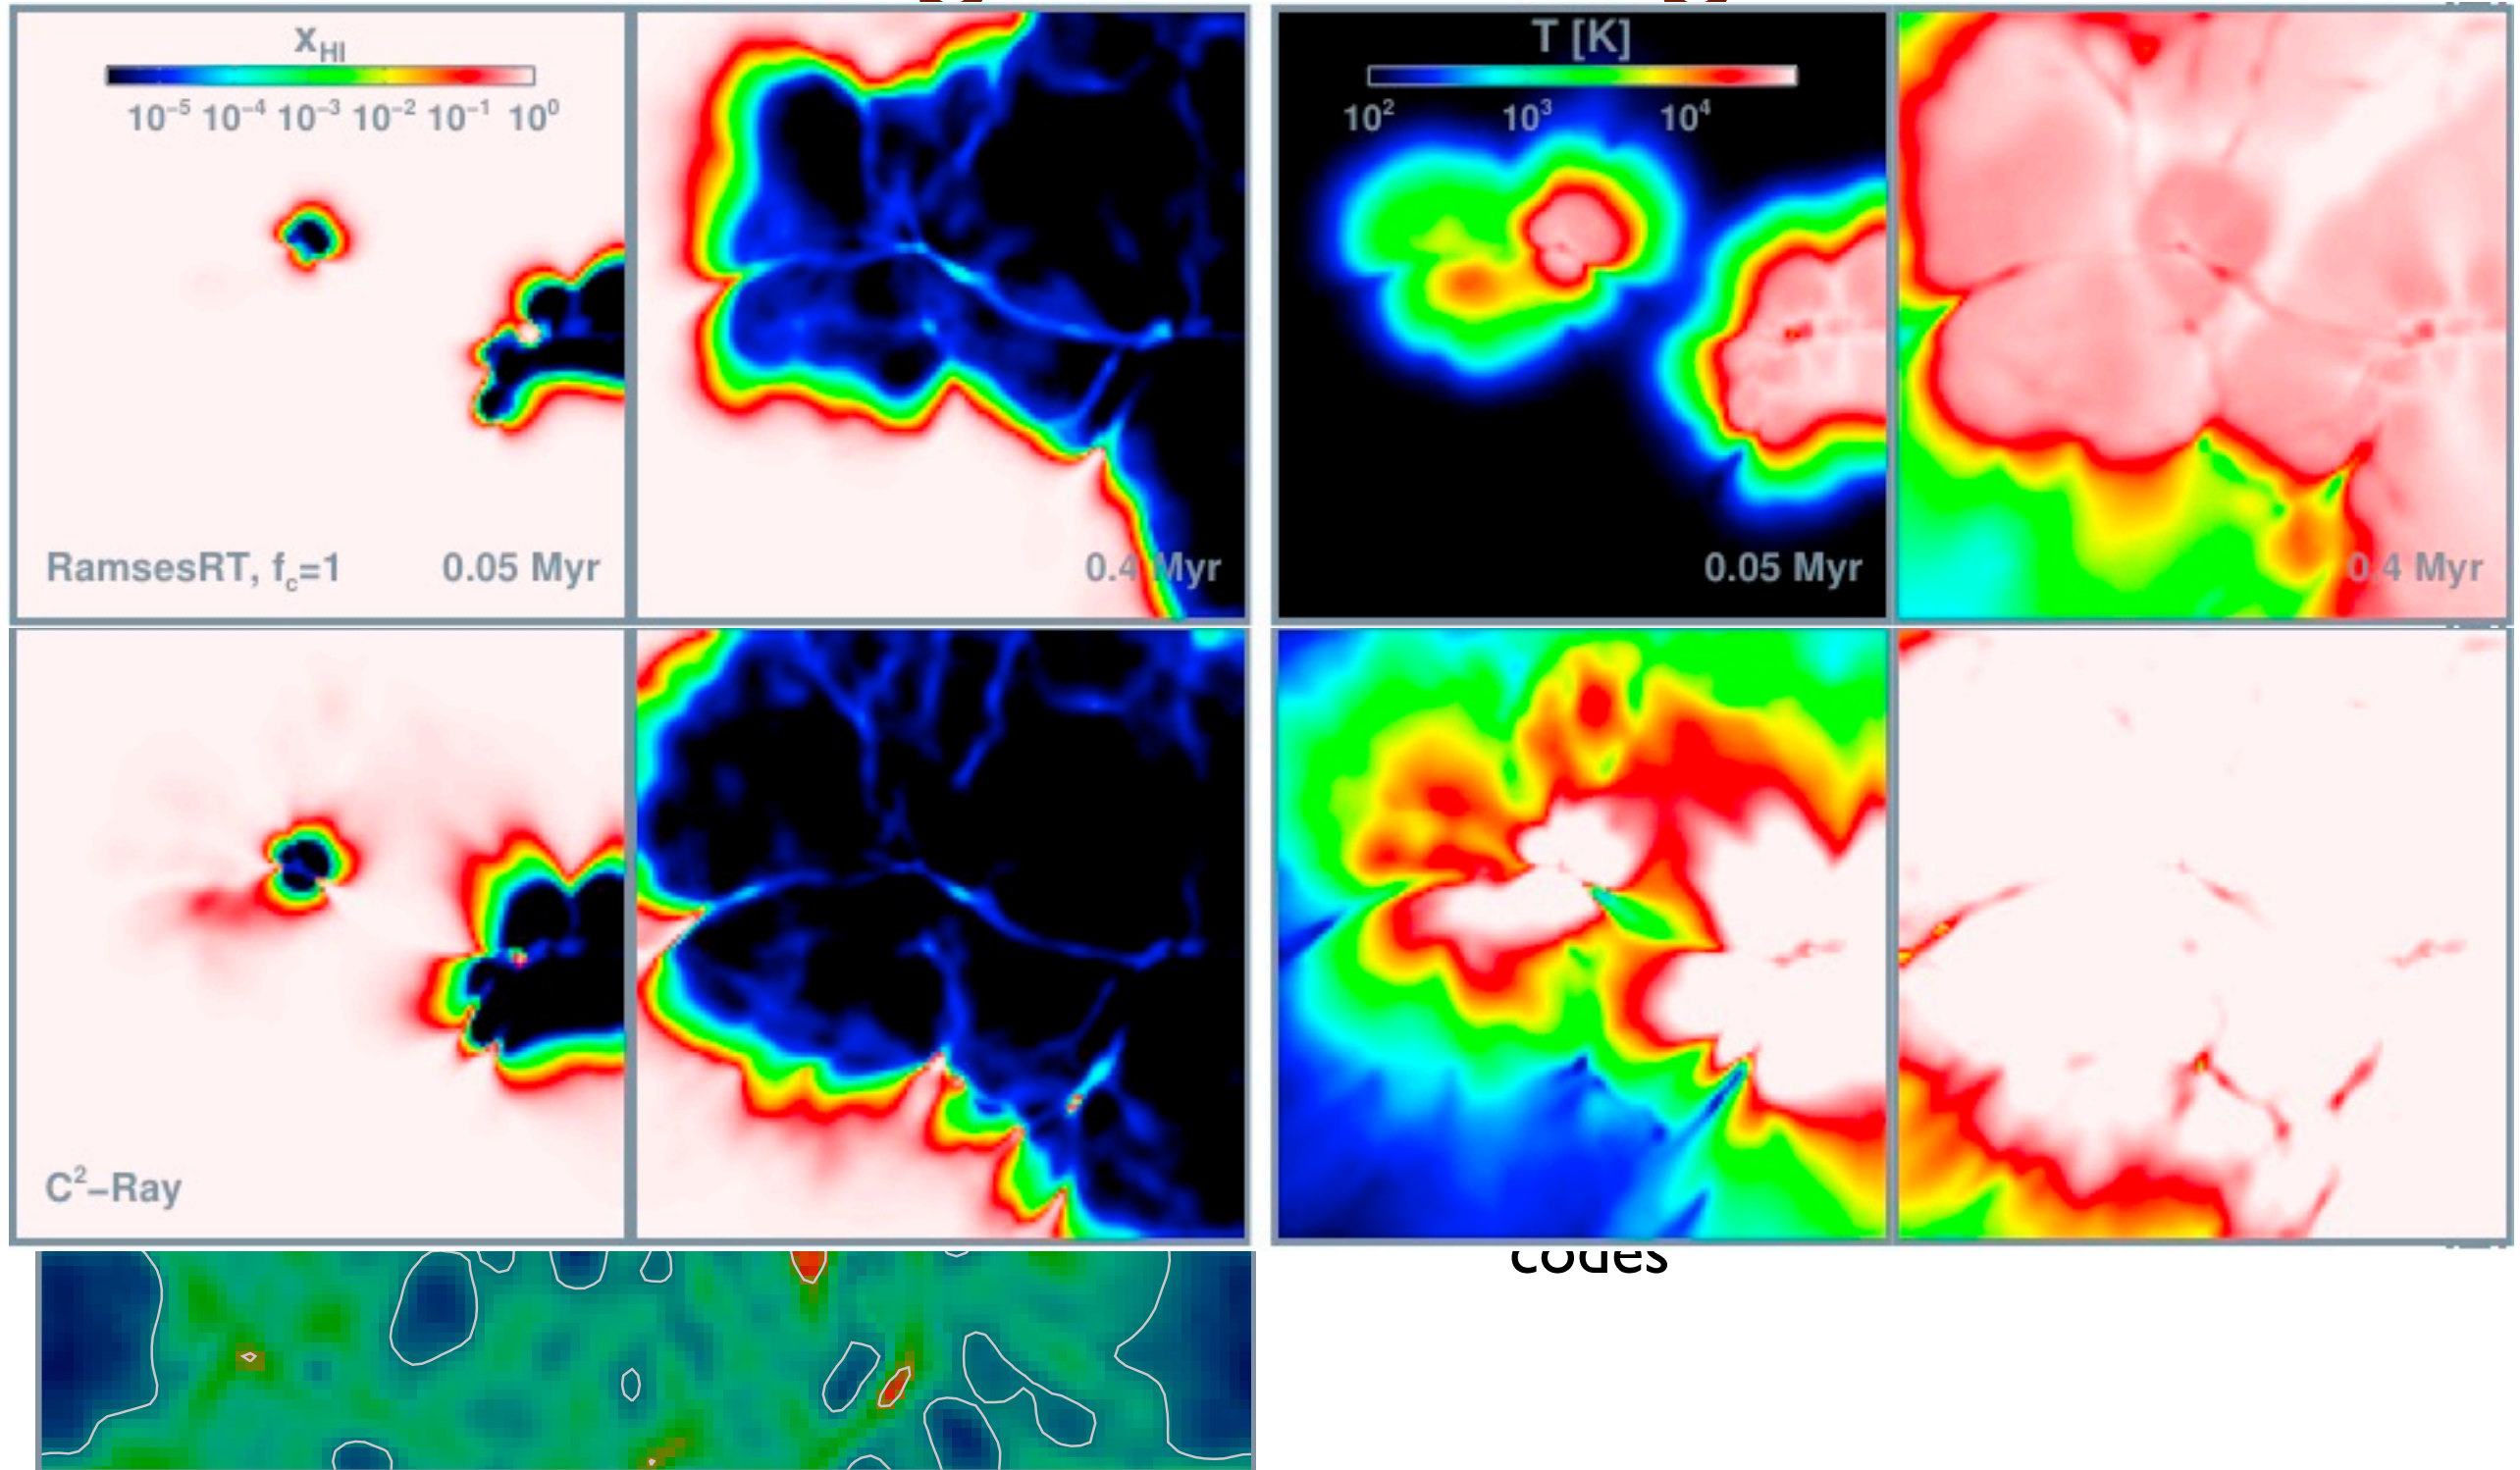 x_HI
10^−5 10^−4 10^−3 10^−2 10^−1 10^0
RamsesRT, f_c=1
0.05 Myr
0.4 Myr
T [K]
10^2 10^3 10^4
0.05 Myr
0.4 Myr
C^2−Ray
codes